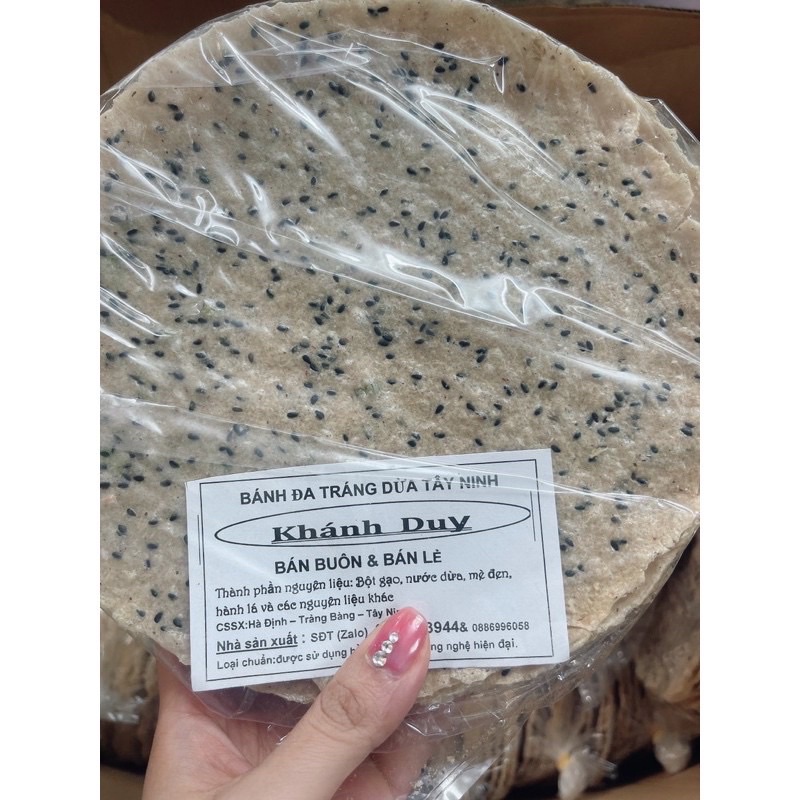 BÁNH ĐA TRÁNG DỪA TÂY NINH
Khánh Duy
BÁN BUÔN & BÁN LẺ
Thành phần nguyên liệu: Bột gạo, nước dừa, mè đen,
hành lá và các nguyên liệu khác
CSSX:Hà Định – Tràng Bàng – Tây
Nhà sản xuất : SĐT (Zalo) 3944& 0886996058
Loại chuẩn:được sử dụng nghệ hiện đại.